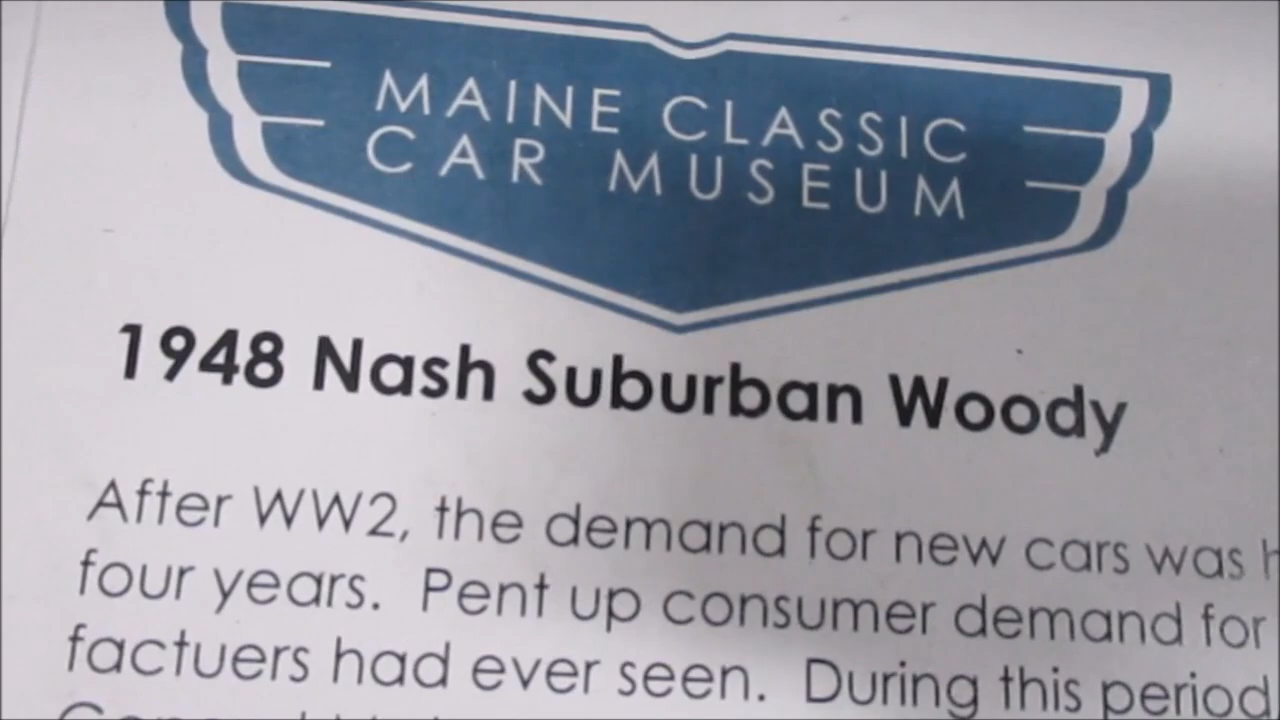 MAINE CLASSIC
CAR MUSEUM
1948 Nash Suburban Woody
After WW2, the demand for new cars was
four years. Pent up consumer demand for
factuers had ever seen. During this period